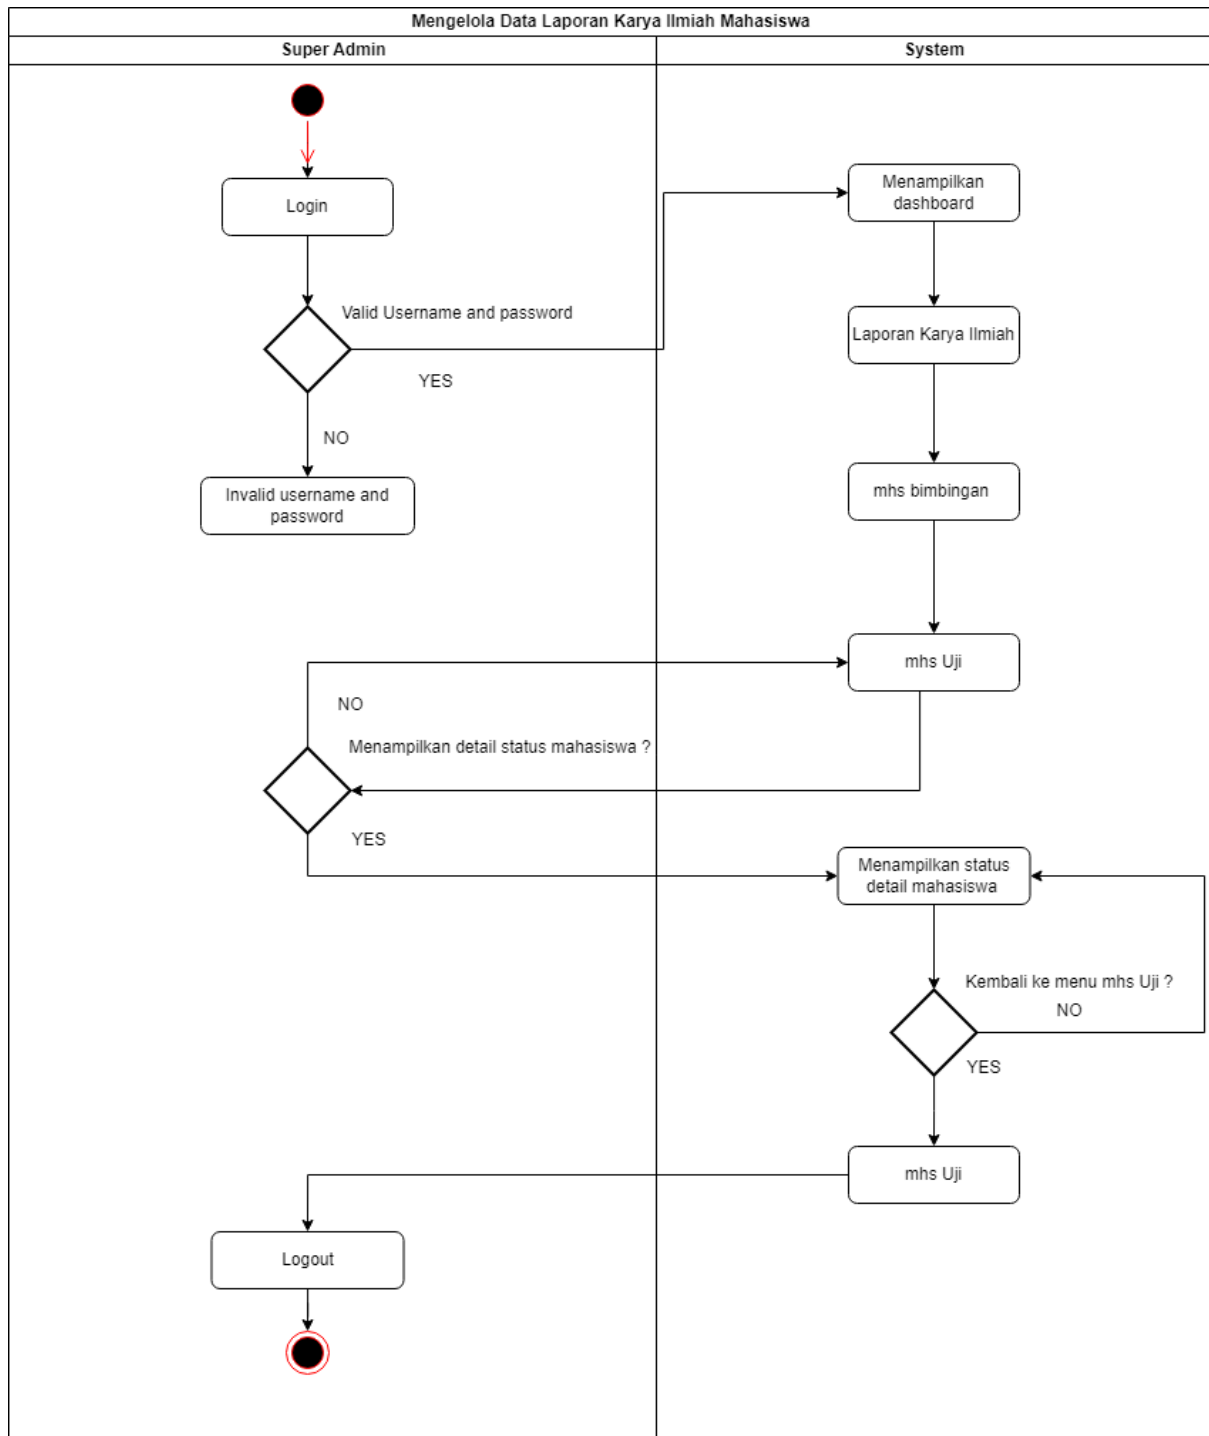 Mengelola Data Laporan Karya Ilmiah Mahasiswa
Super Admin
System
Login
Menampilkan
dashboard
Valid Username and password
YES
NO
Laporan Karya Ilmiah
Invalid username and
password
mhs bimbingan
mhs Uji
NO
Menampilkan detail status mahasiswa ?
YES
Menampilkan status
detail mahasiswa
Kembali ke menu mhs Uji ?
NO
YES
mhs Uji
Logout